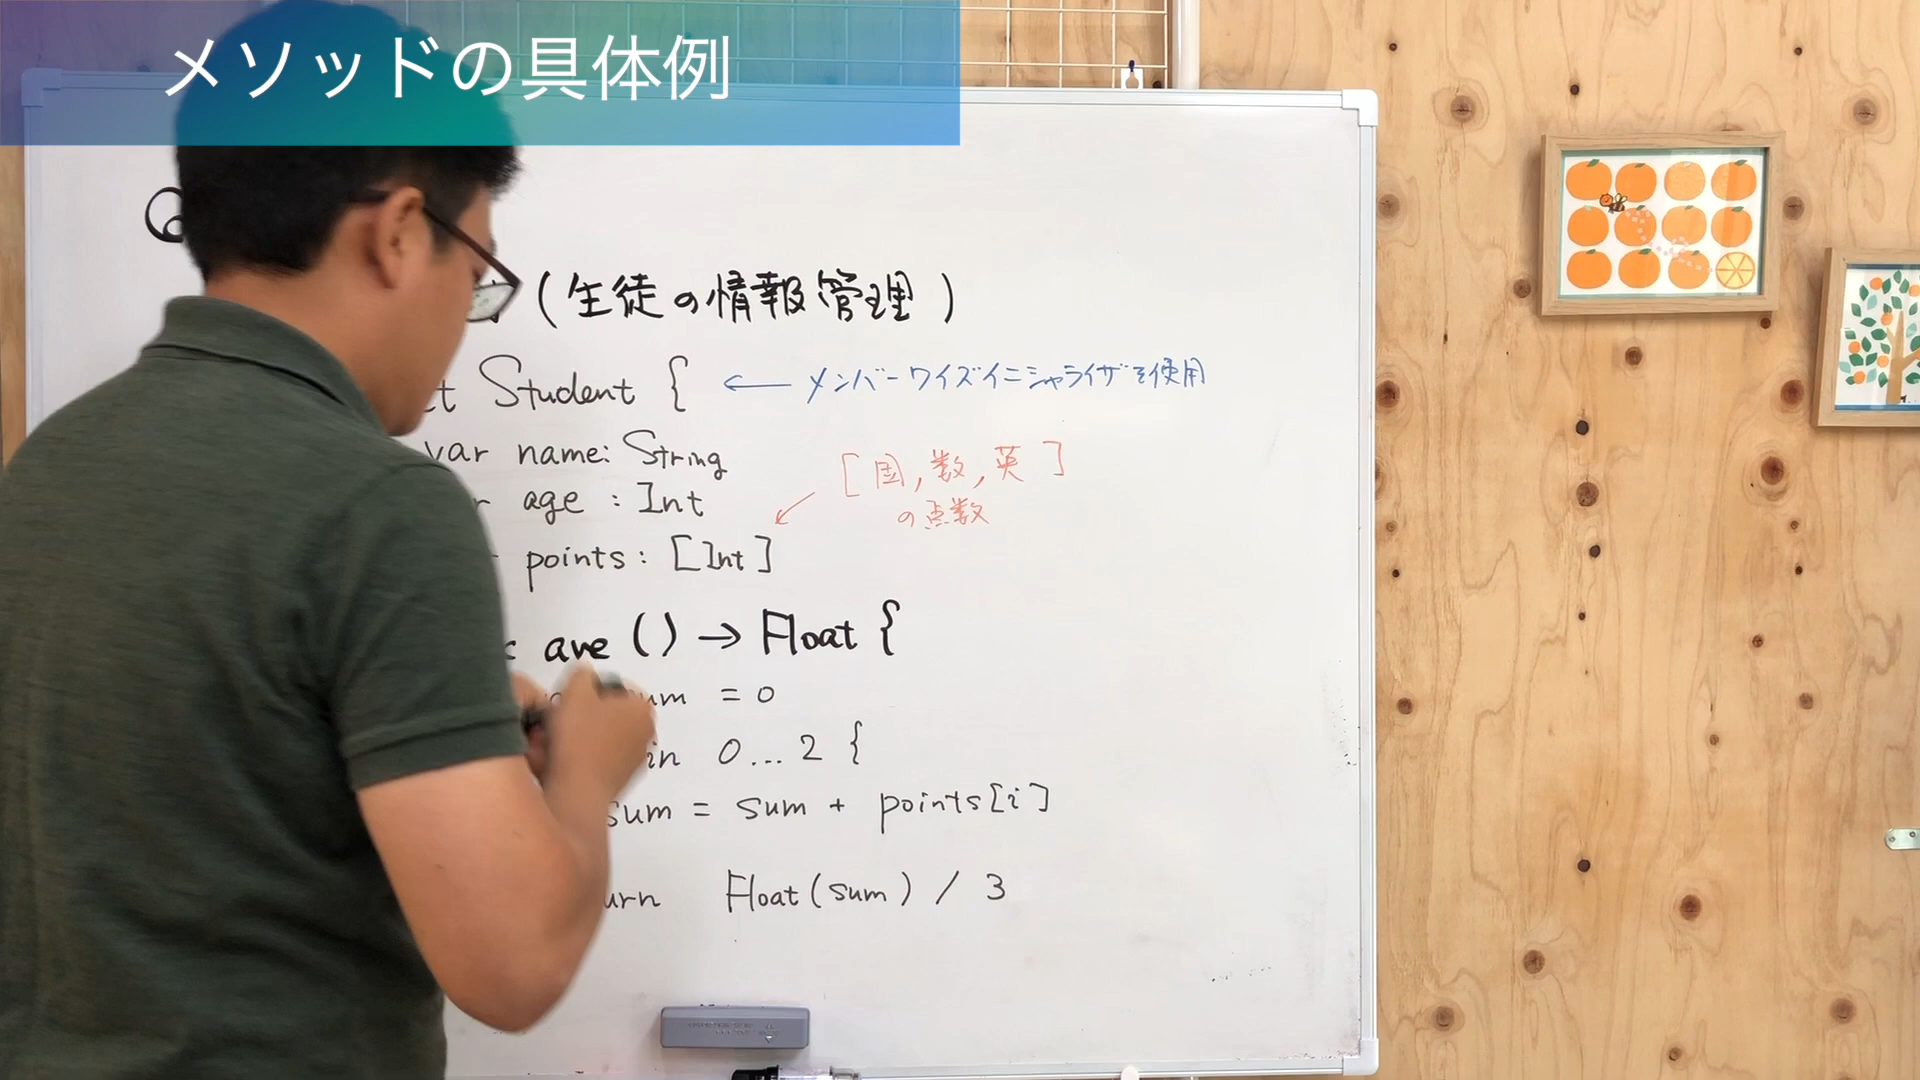 メソッドの具体例
(生徒の情報管理)
Student { ← メンバーワイズイニシャライザを使用
var name: String
age : Int
[国, 数, 英]
の点数
points: [Int]
ave () → Float {
= 0
in 0...2 {
sum = sum + points[i]
Float(sum) / 3